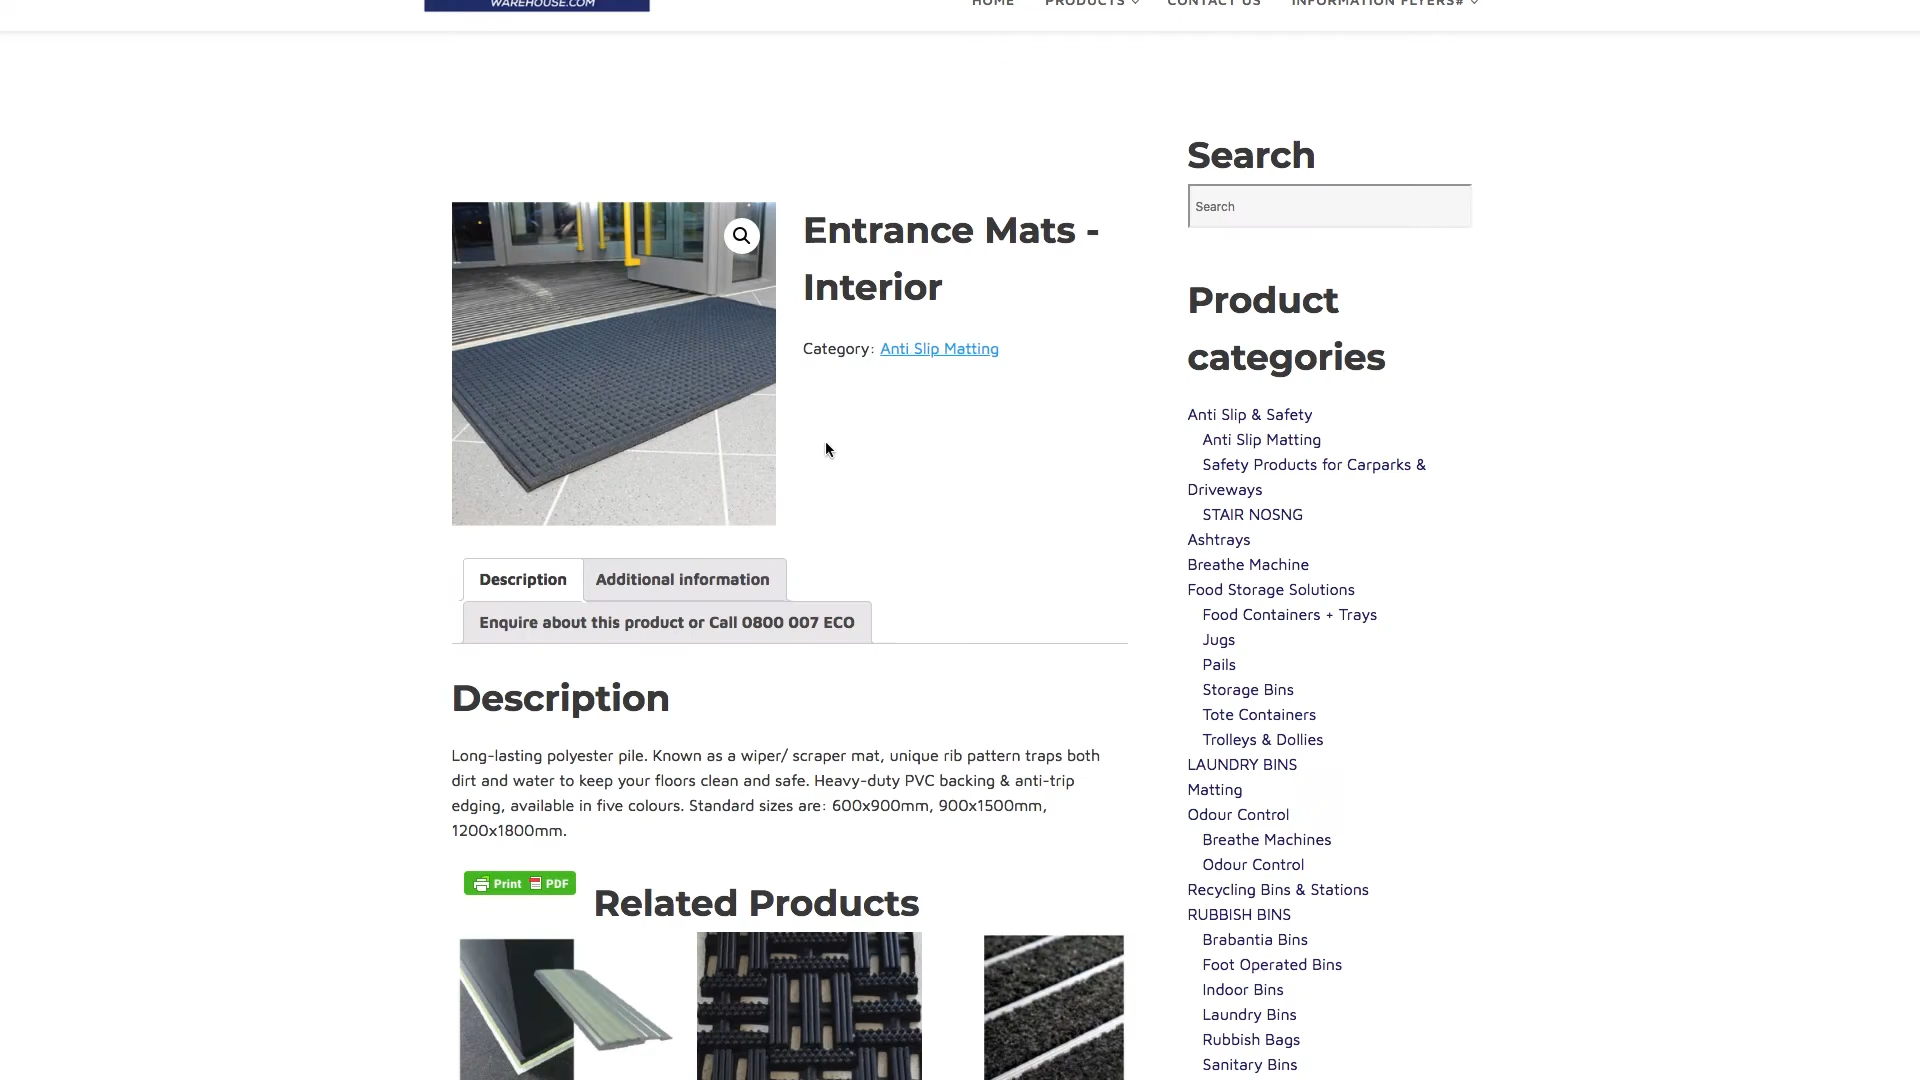 WAREHOUSE.COM
HOME PRODUCTS CONTACT US INFORMATION FLYERS#
Entrance Mats -
Interior
Category: Anti Slip Matting
Description
Additional information
Enquire about this product or Call 0800 007 ECO
Description
Long-lasting polyester pile. Known as a wiper/ scraper mat, unique rib pattern traps both
dirt and water to keep your floors clean and safe. Heavy-duty PVC backing & anti-trip
edging, available in five colours. Standard sizes are: 600x900mm, 900x1500mm,
1200x1800mm.
Print PDF
Related Products
Search
Search
Product
categories
Anti Slip & Safety
Anti Slip Matting
Safety Products for Carparks &
Driveways
STAIR NOSNG
Ashtrays
Breathe Machine
Food Storage Solutions
Food Containers + Trays
Jugs
Pails
Storage Bins
Tote Containers
Trolleys & Dollies
LAUNDRY BINS
Matting
Odour Control
Breathe Machines
Odour Control
Recycling Bins & Stations
RUBBISH BINS
Brabantia Bins
Foot Operated Bins
Indoor Bins
Laundry Bins
Rubbish Bags
Sanitary Bins